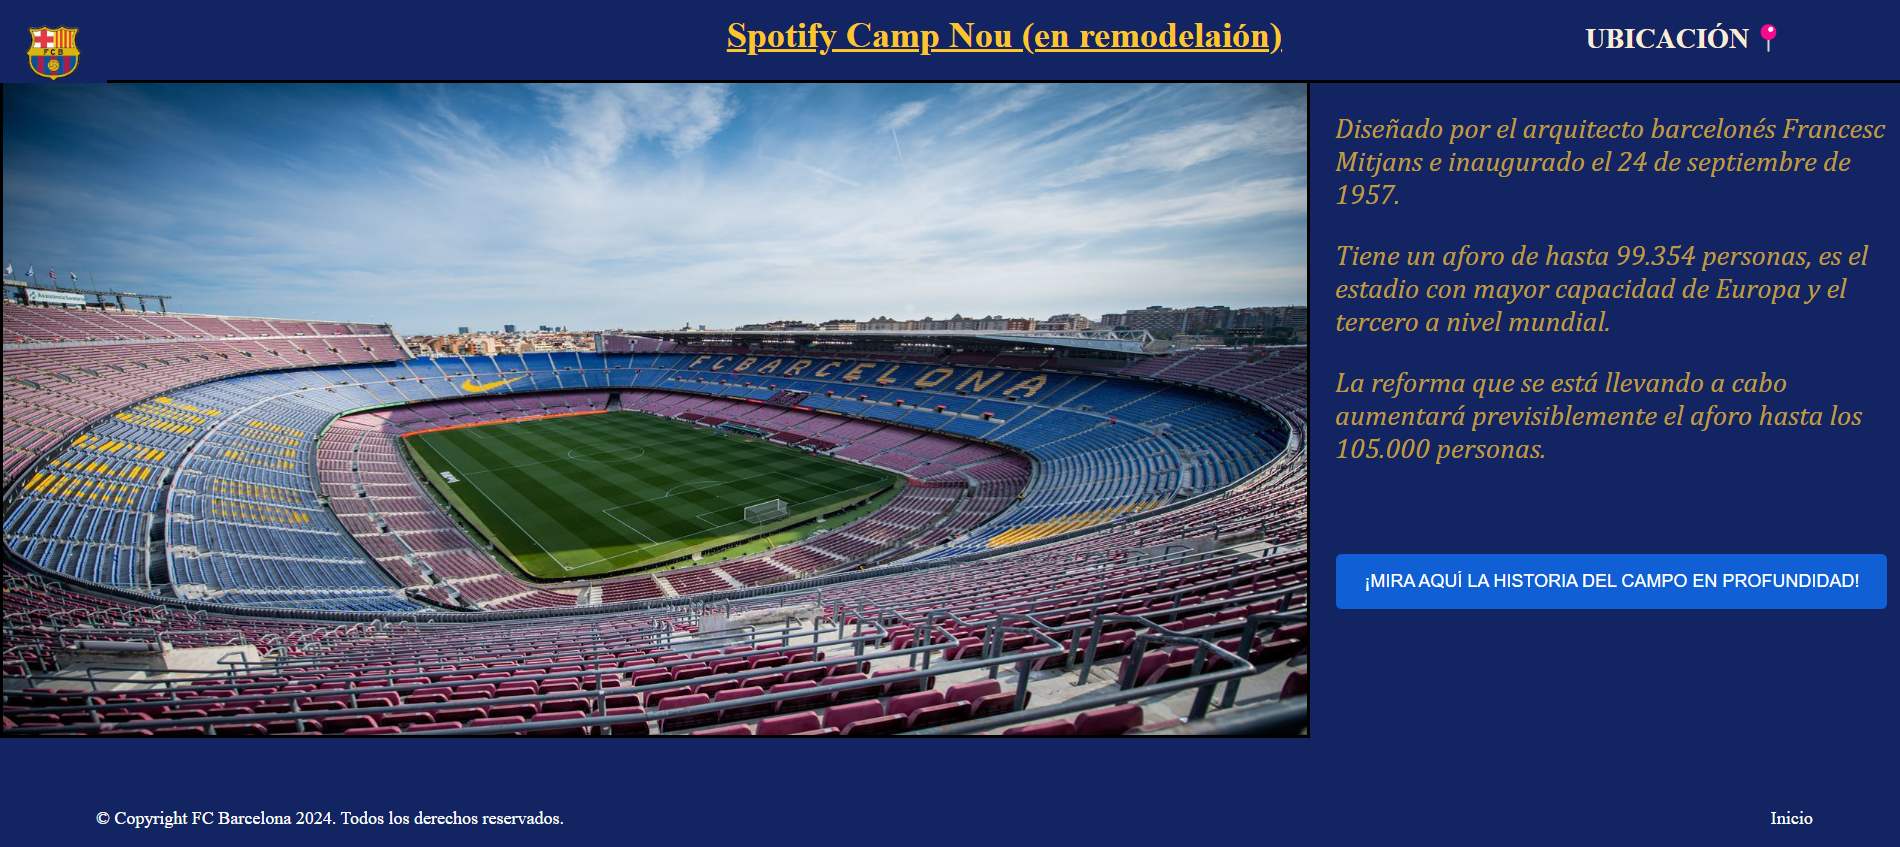 FCB
Spotify Camp Nou (en remodelaión)
UBICACIÓN
Diseñado por el arquitecto barcelonés Francesc
Mitjans e inaugurado el 24 de septiembre de
1957.
Tiene un aforo de hasta 99.354 personas, es el
estadio con mayor capacidad de Europa y el
tercero a nivel mundial.
La reforma que se está llevando a cabo
aumentará previsiblemente el aforo hasta los
105.000 personas.
¡MIRA AQUÍ LA HISTORIA DEL CAMPO EN PROFUNDIDAD!
FC BARCELONA
© Copyright FC Barcelona 2024. Todos los derechos reservados.
Inicio